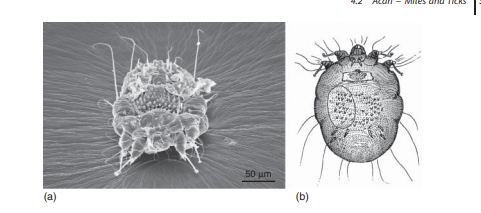 4.2 Acari – Mites and Ticks
50 µm
(a)
(b)